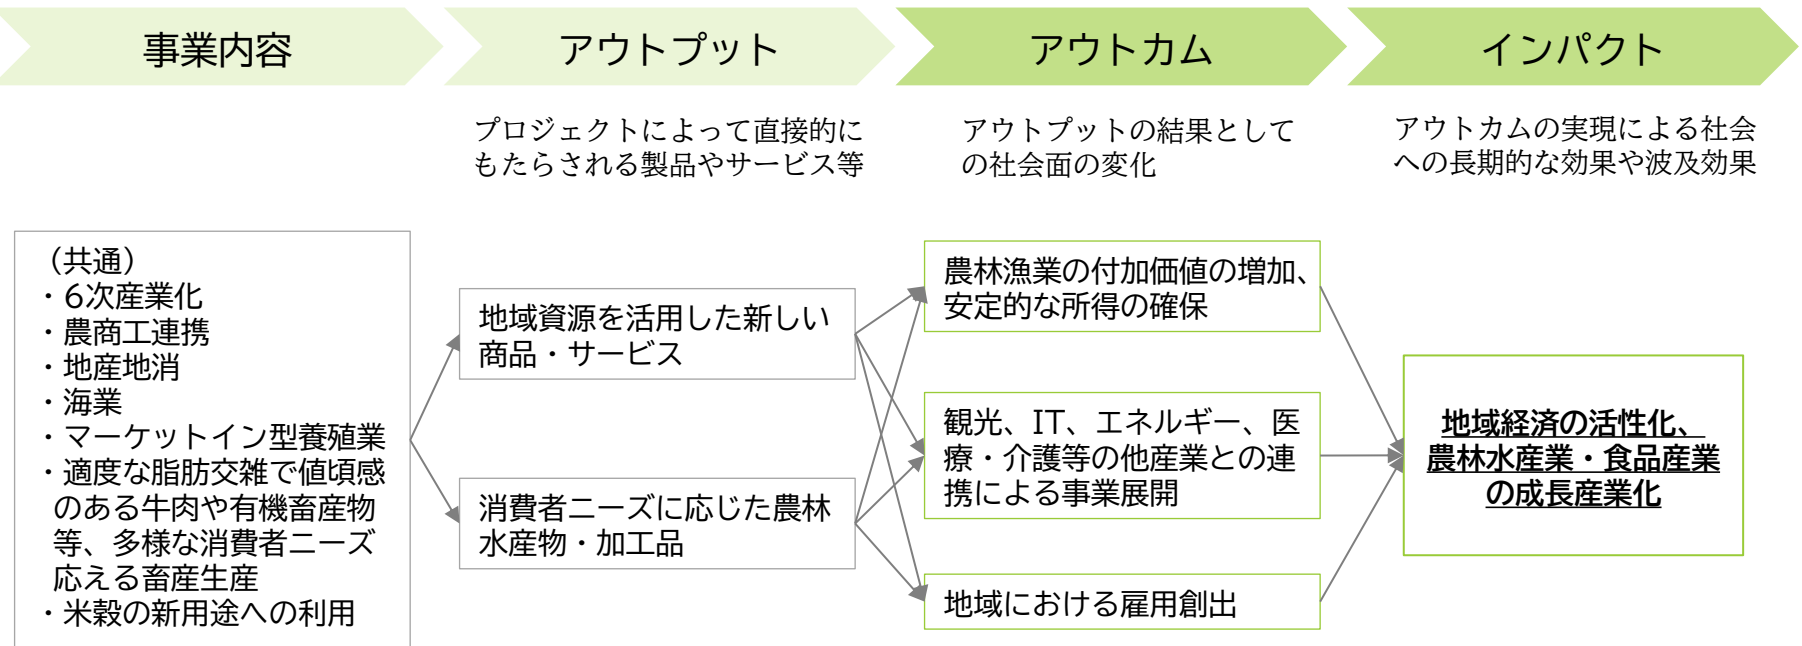 事業内容
アウトプット
アウトカム
インパクト
プロジェクトによって直接的に
もたらされる製品やサービス等
アウトプットの結果として
の社会面の変化
アウトカムの実現による社会
への長期的な効果や波及効果
（共通）
・6次産業化
・農商工連携
・地産地消
・海業
・マーケットイン型養殖業
・適度な脂肪交雑で値頃感
のある牛肉や有機畜産物
等、多様な消費者ニーズ
応える畜産生産
・米穀の新用途への利用
地域資源を活用した新しい
商品・サービス
消費者ニーズに応じた農林
水産物・加工品
農林漁業の付加価値の増加、
安定的な所得の確保
観光、IT、エネルギー、医
療・介護等の他産業との連
携による事業展開
地域における雇用創出
地域経済の活性化、
農林水産業・食品産業
の成長産業化